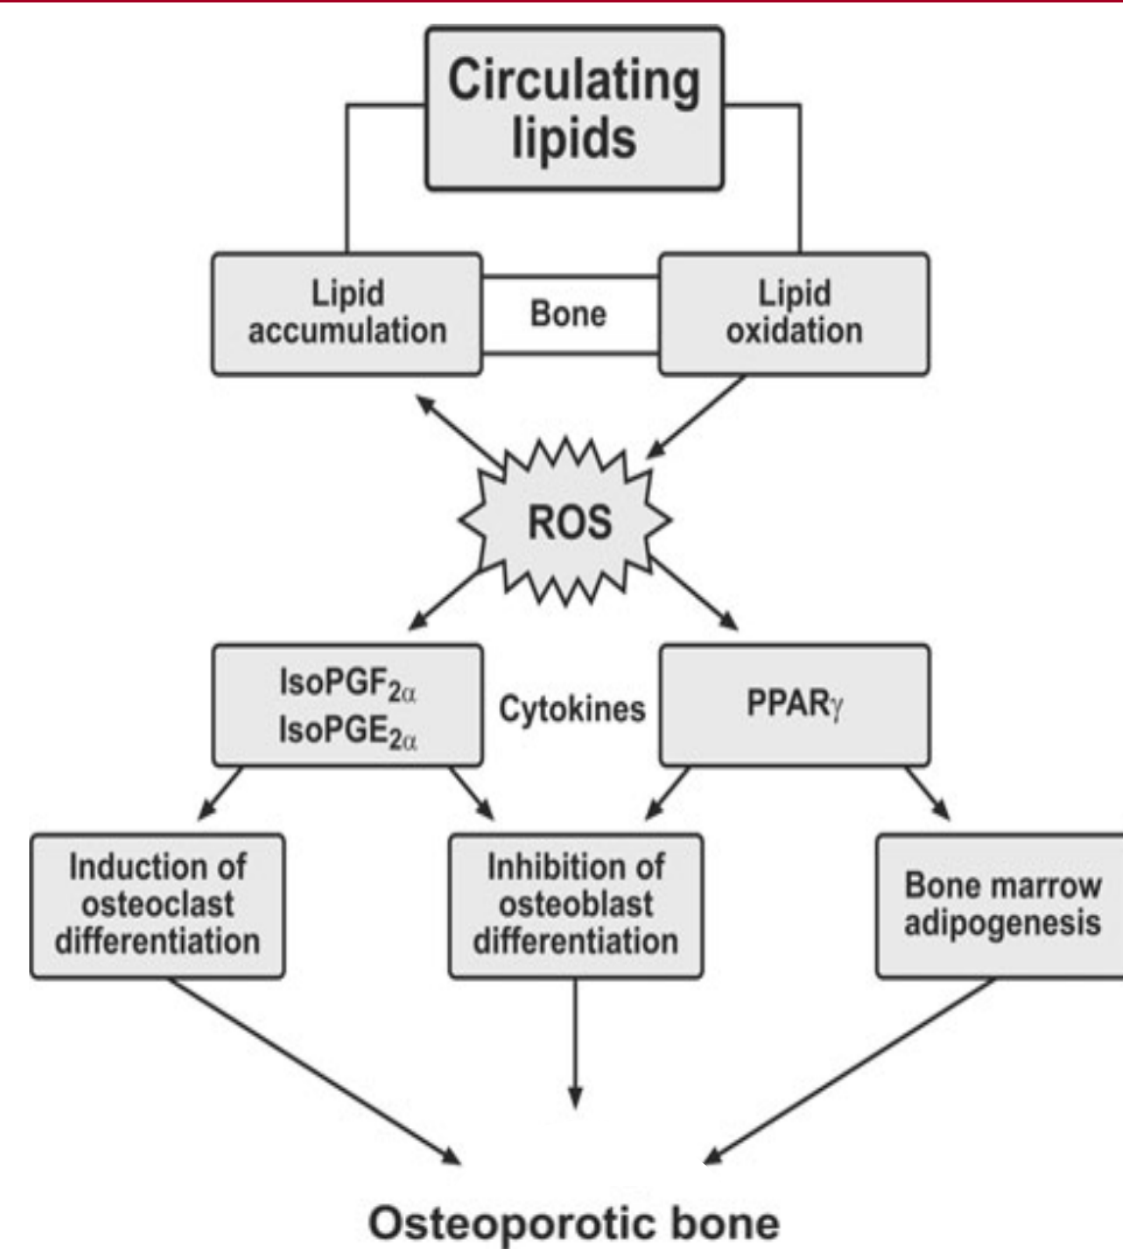 Circulating
lipids
Lipid
accumulation
Bone
Lipid
oxidation
ROS
IsoPGF₂α
IsoPGE₂α
Cytokines
PPARγ
Induction of
osteoclast
differentiation
Inhibition of
osteoblast
differentiation
Bone marrow
adipogenesis
Osteoporotic bone